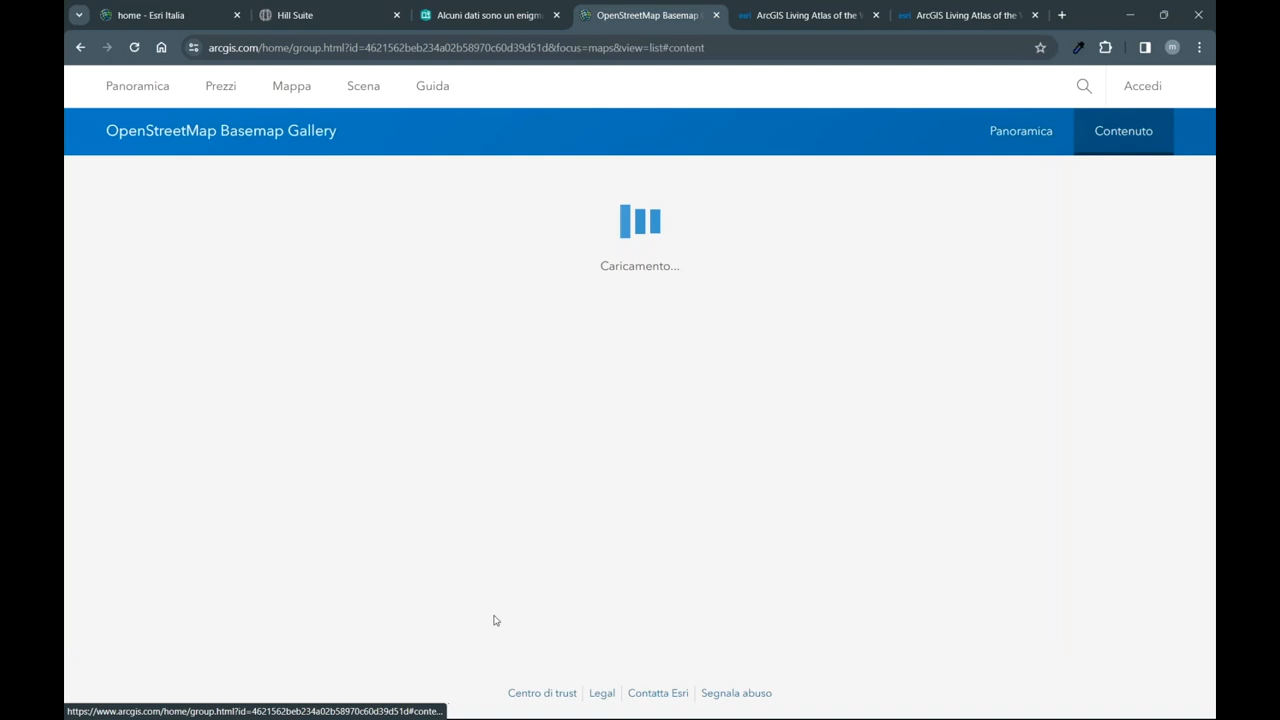 home - Esri Italia
Hill Suite
Alcuni dati sono un enigm
OpenStreetMap Basemap
ArcGIS Living Atlas of the
ArcGIS Living Atlas of the
arcgis.com/home/group.html?id=4621562beb234a02b58970c60d39d51d&focus=maps&view=list#content
m
Panoramica
Prezzi
Mappa
Scena
Guida
Accedi
OpenStreetMap Basemap Gallery
Panoramica
Contenuto
Caricamento...
Centro di trust
Legal
Contatta Esri
Segnala abuso
https://www.arcgis.com/home/group.html?id=4621562beb234a02b58970c60d39d51d#conte...